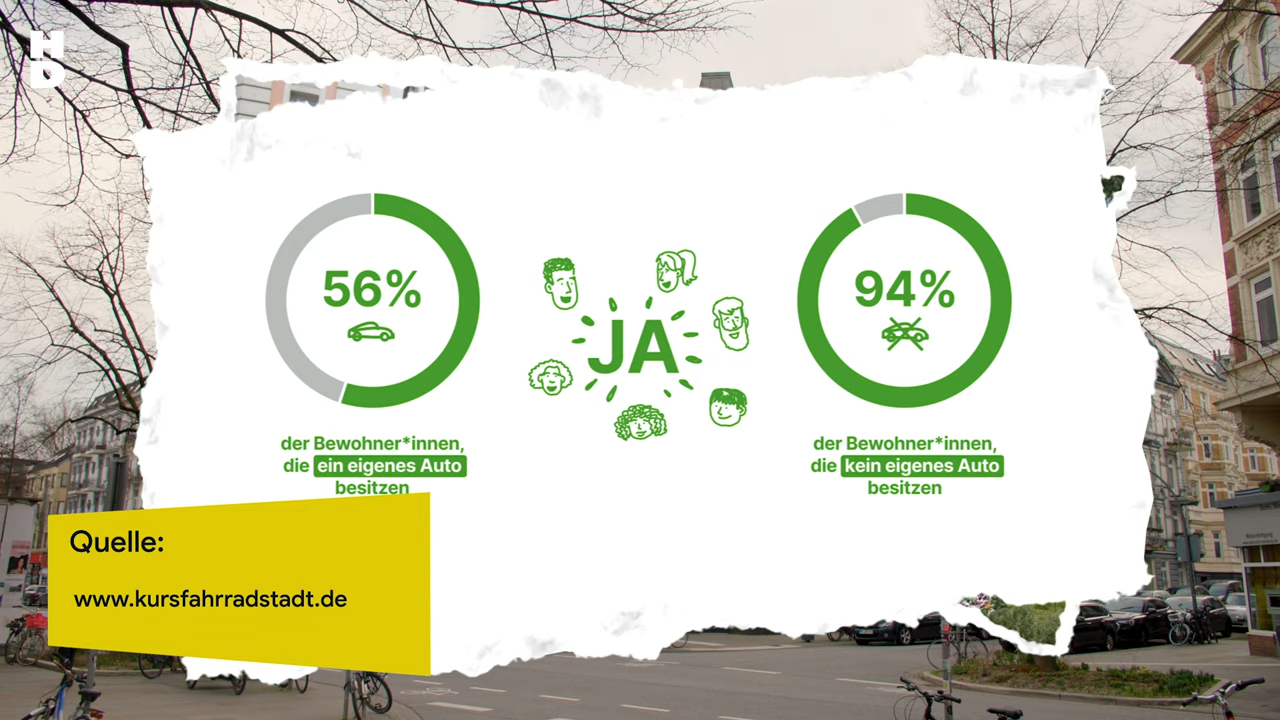 HD
56%
der Bewohner*innen,
die ein eigenes Auto
besitzen
JA
94%
der Bewohner*innen,
die kein eigenes Auto
besitzen
Quelle:
www.kursfahrradstadt.de